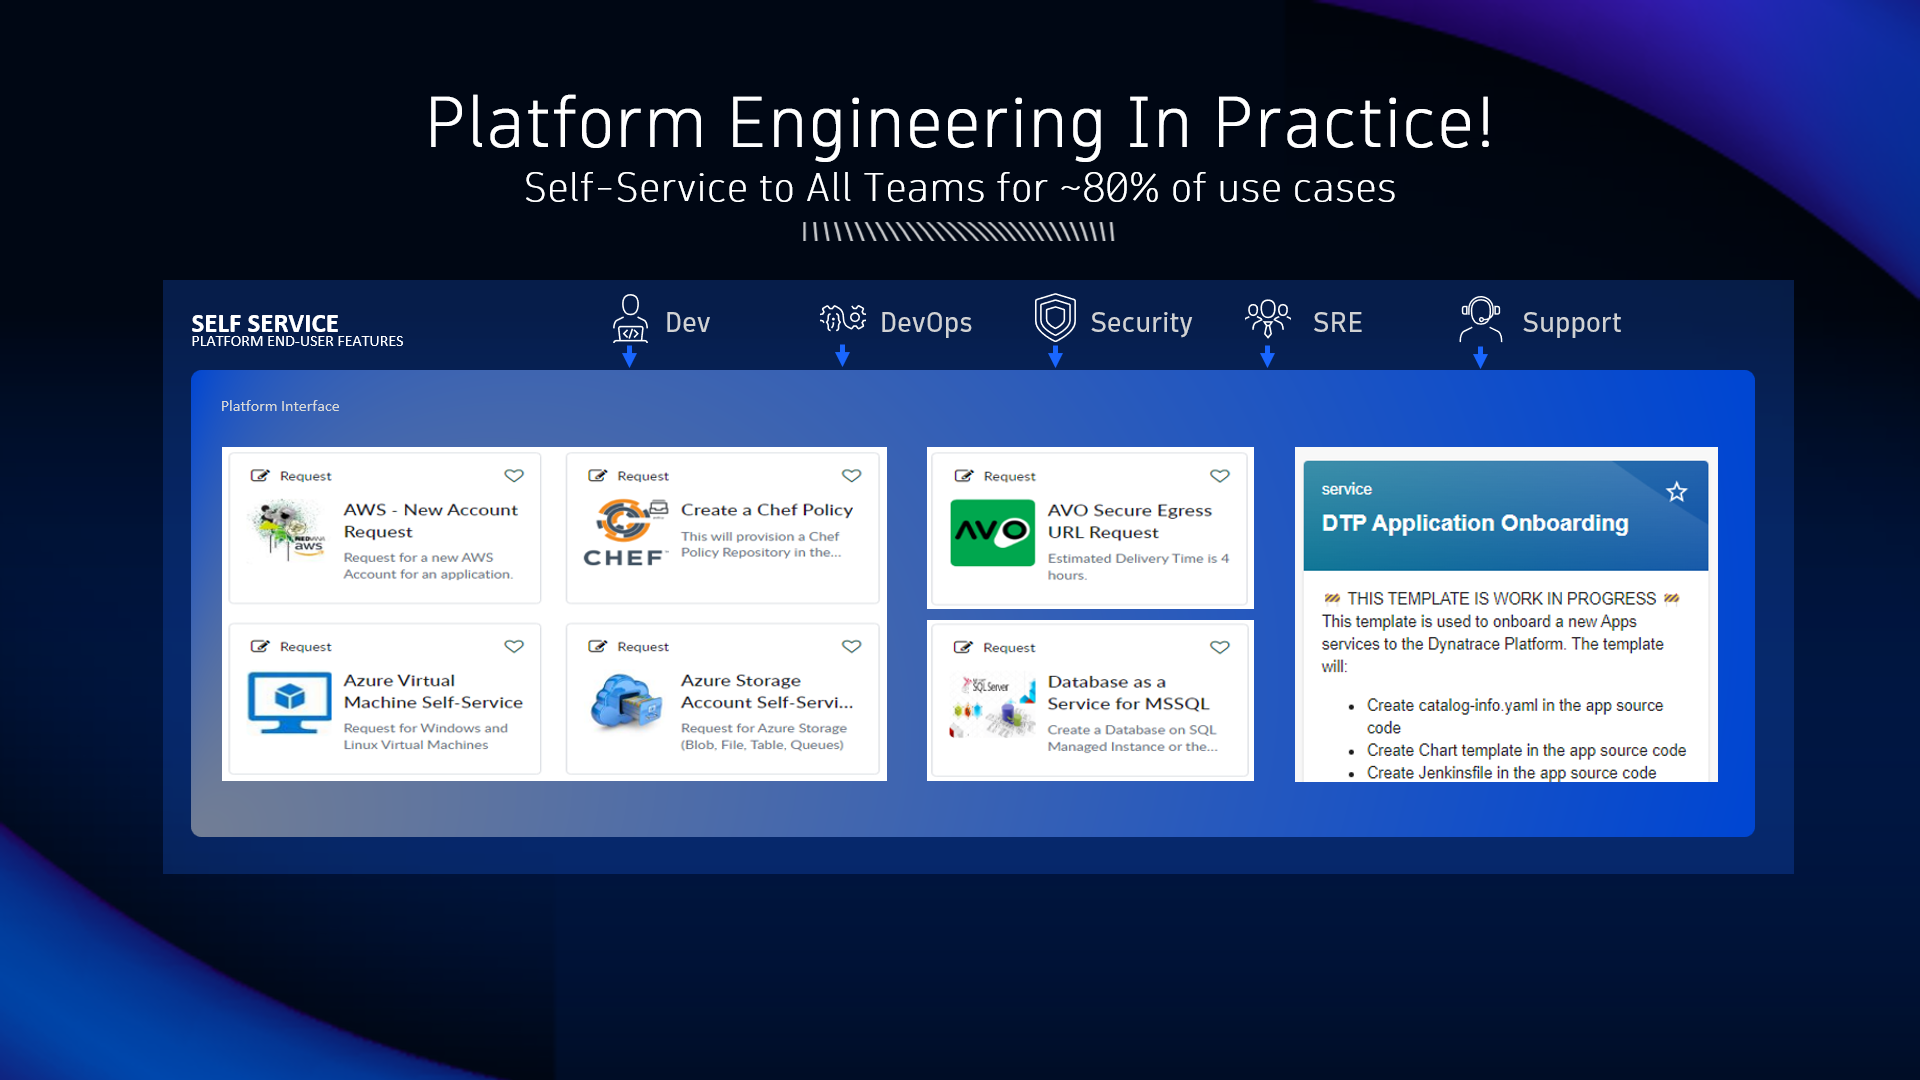 Platform Engineering In Practice!
Self-Service to All Teams for ~80% of use cases
SELF SERVICE
PLATFORM END-USER FEATURES
Dev
DevOps
Security
SRE
Support
Platform Interface
Request
AWS - New Account
Request
Request for a new AWS
Account for an application.
aws
Request
Create a Chef Policy
This will provision a Chef
Policy Repository in the...
CHEF
Request
AVO
AVO Secure Egress
URL Request
Estimated Delivery Time is 4
hours.
Request
Azure Virtual
Machine Self-Service
Request for Windows and
Linux Virtual Machines
Request
Azure Storage
Account Self-Servi...
Request for Azure Storage
(Blob, File, Table, Queues)
Request
SQL Server
Database as a
Service for MSSQL
Create a Database on SQL
Managed Instance or the...
service
DTP Application Onboarding
THIS TEMPLATE IS WORK IN PROGRESS
This template is used to onboard a new Apps
services to the Dynatrace Platform. The template
will:
• Create catalog-info.yaml in the app source
code
• Create Chart template in the app source code
• Create Jenkinsfile in the app source code